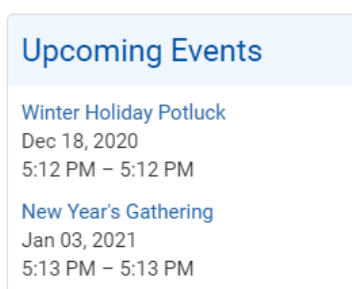 Upcoming Events
Winter Holiday Potluck
Dec 18, 2020
5:12 PM – 5:12 PM
New Year's Gathering
Jan 03, 2021
5:13 PM – 5:13 PM